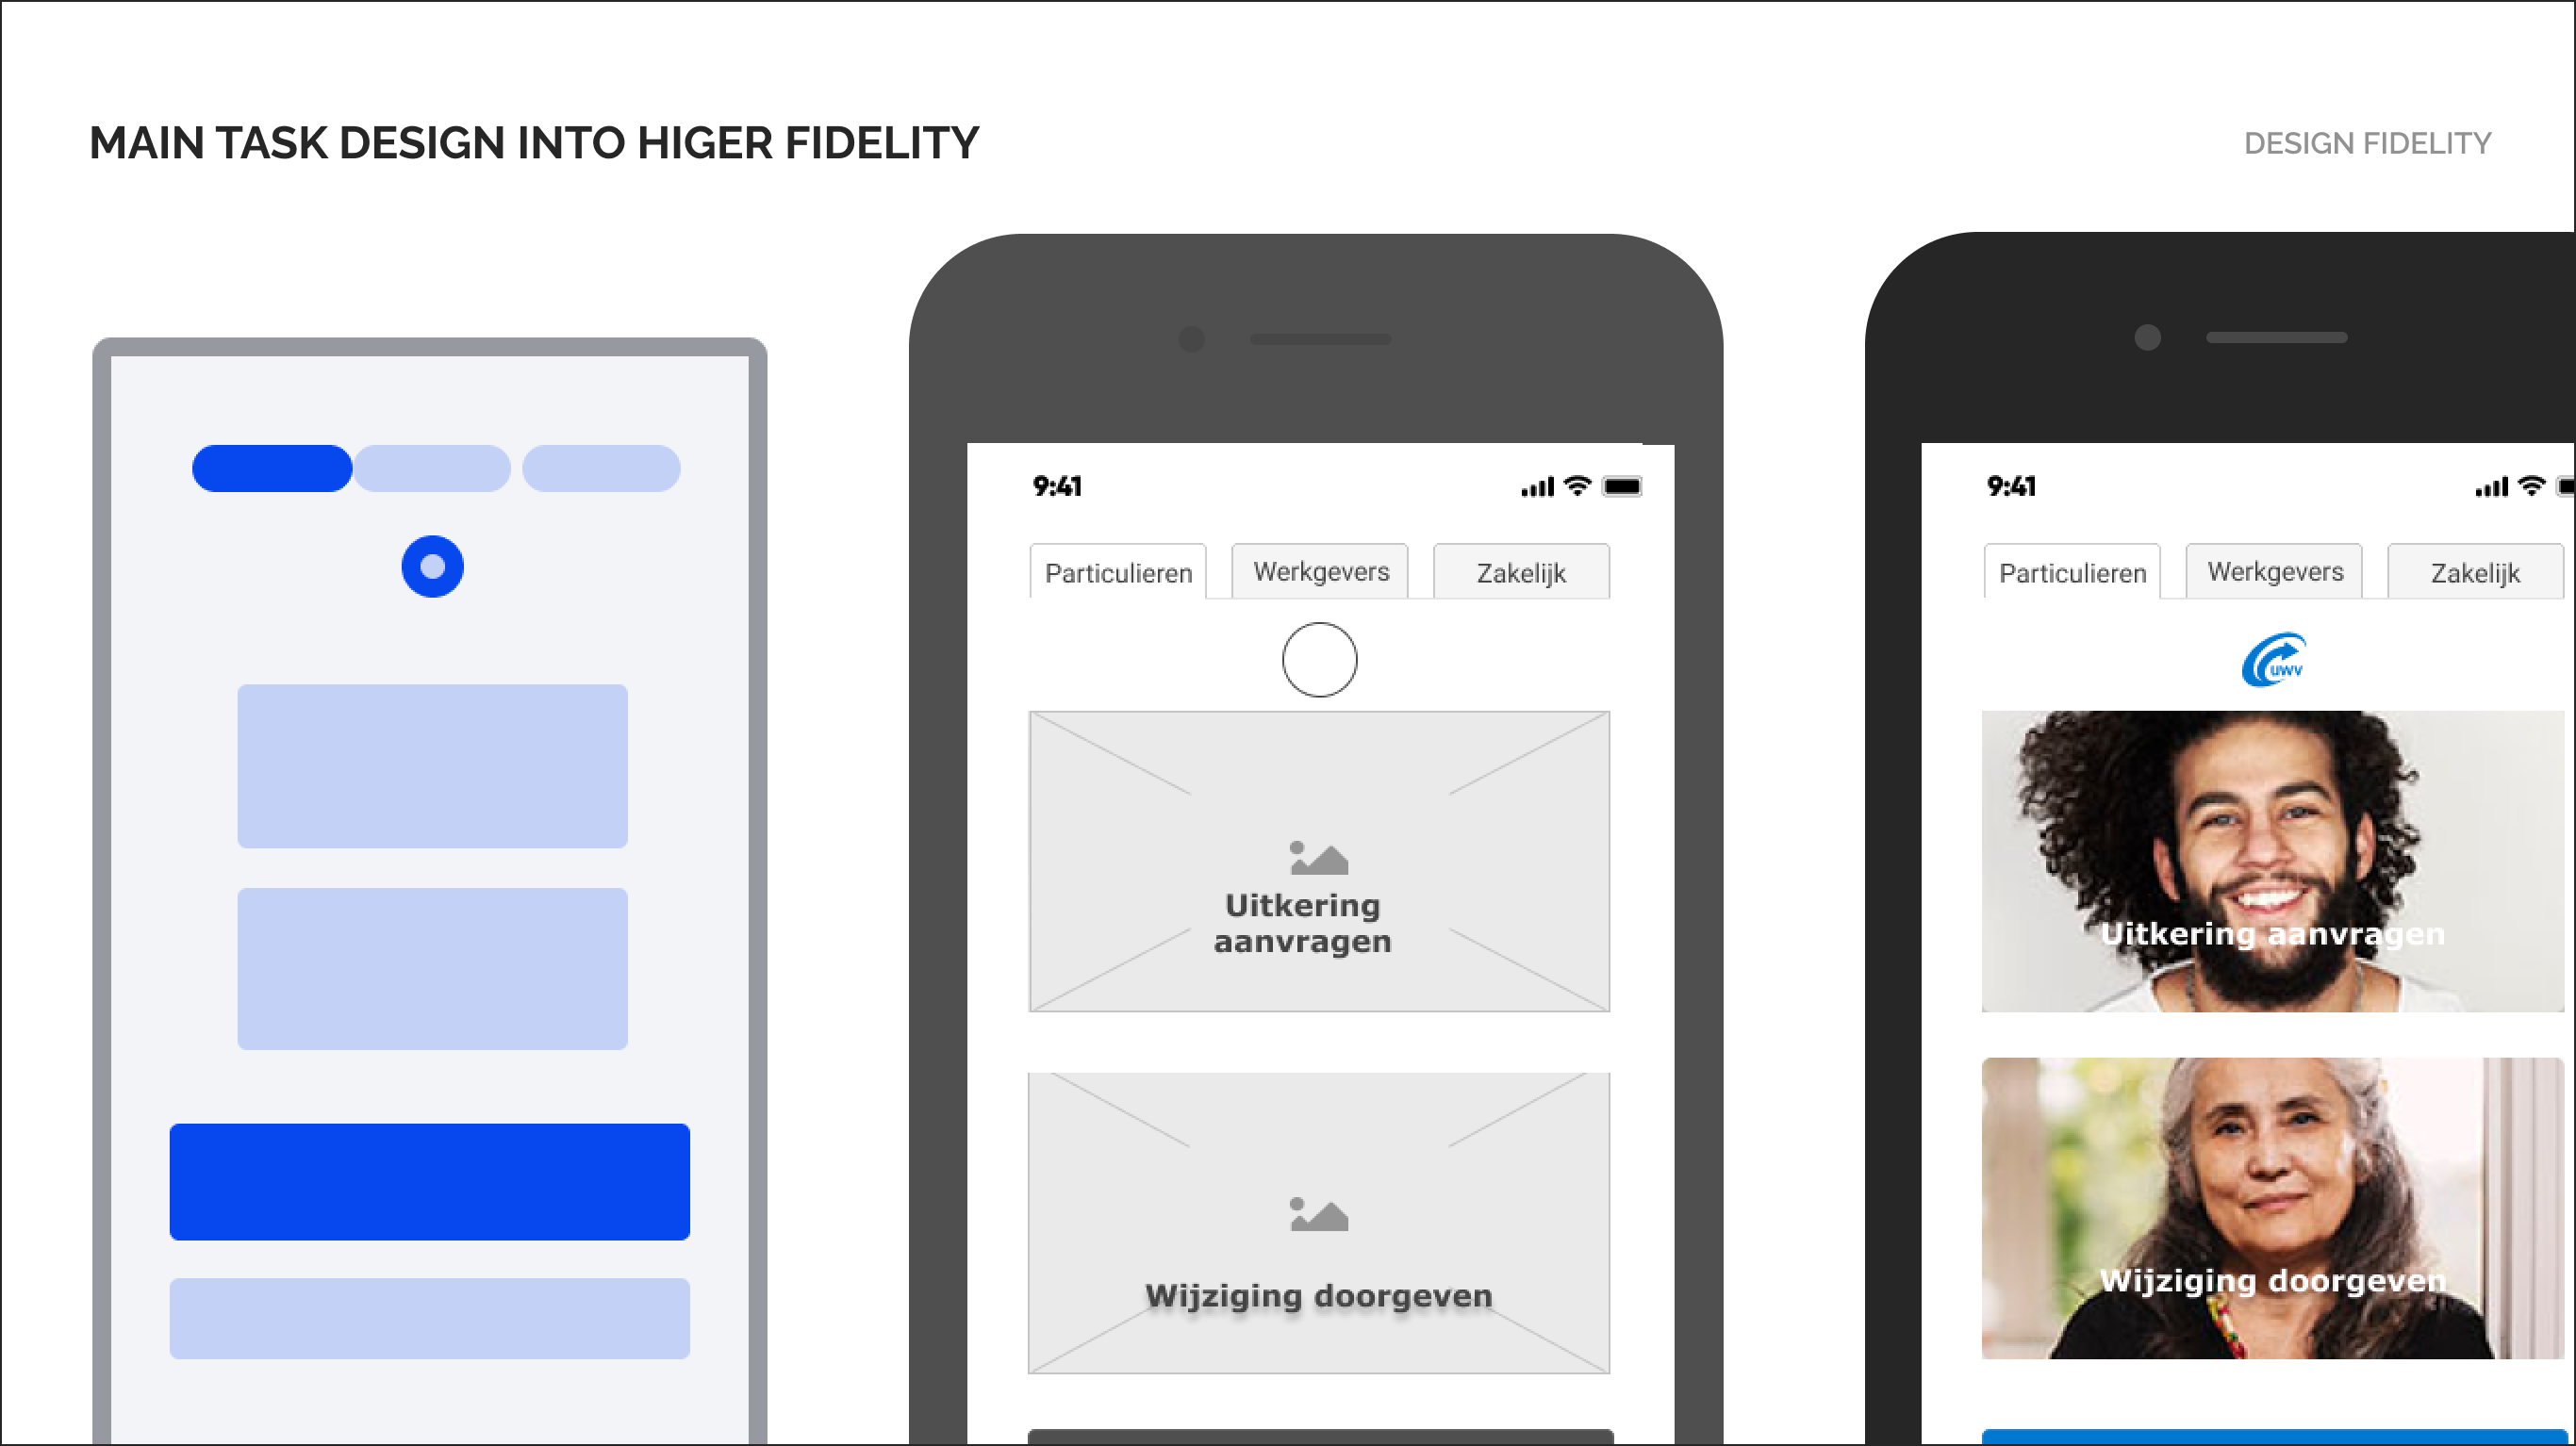 MAIN TASK DESIGN INTO HIGER FIDELITY
DESIGN FIDELITY
9:41
Particulieren Werkgevers Zakelijk
Uitkering
aanvragen
Wijziging doorgeven
9:41
Particulieren Werkgevers Zakelijk
UWV
Uitkering aanvragen
Wijziging doorgeven